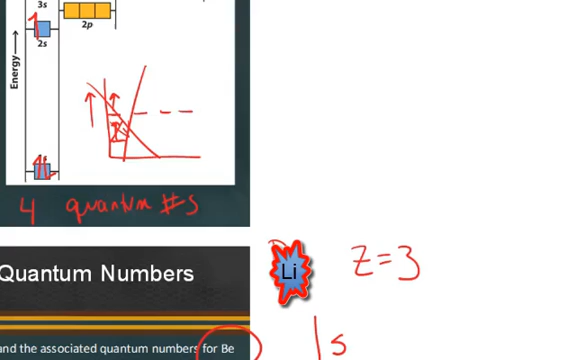 3s
2p
2s
Energy
4 quantum #s
Quantum Numbers
Li
Z=3
and the associated quantum numbers for Be
1s